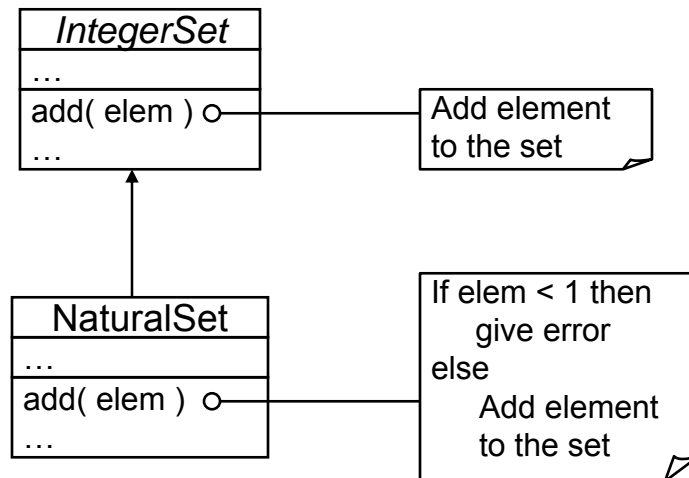 IntegerSet
…
add( elem )
…
Add element
to the set
NaturalSet
…
add( elem )
…
If elem < 1 then
give error
else
Add element
to the set